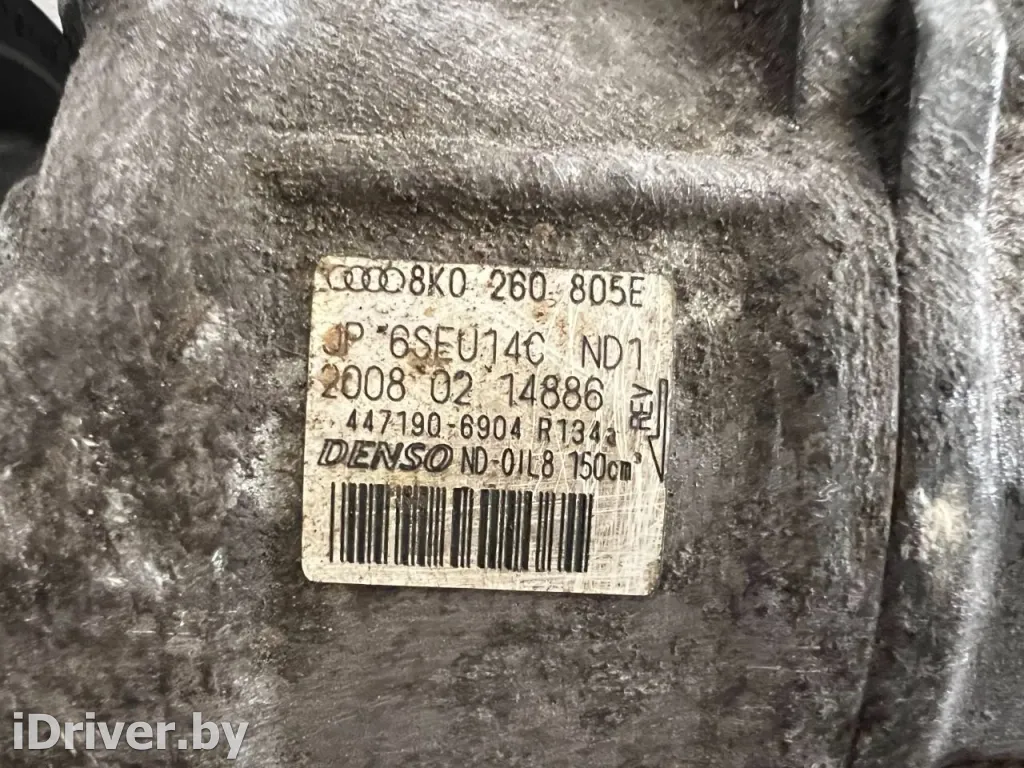 8K0 260 805E
JP 6SEU14C ND1
2008 02 14886
447190-6904 R134a
REV
DENSO ND-OIL8 150cm³
iDriver.by